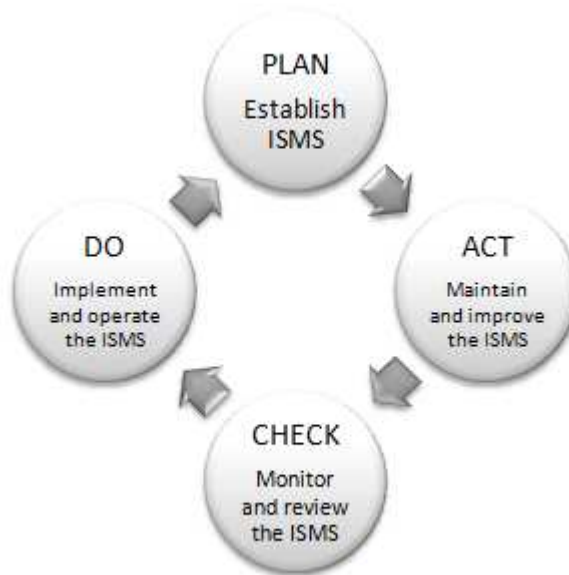 PLAN
Establish
ISMS
DO
Implement
and operate
the ISMS
ACT
Maintain
and improve
the ISMS
CHECK
Monitor
and review
the ISMS